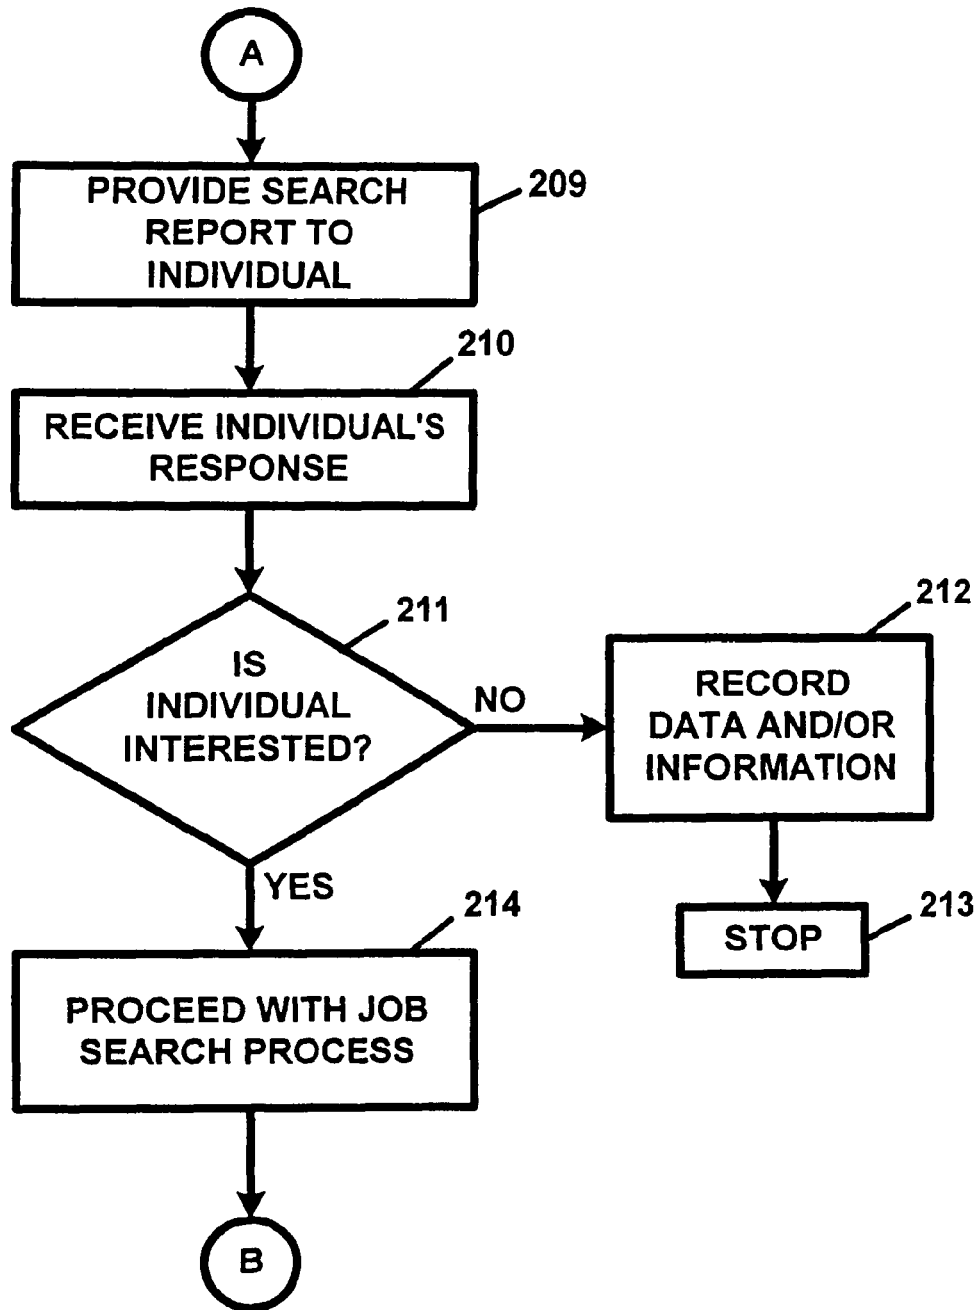 A
PROVIDE SEARCH
REPORT TO
INDIVIDUAL
209
210
RECEIVE INDIVIDUAL'S
RESPONSE
211
IS
INDIVIDUAL
INTERESTED?
NO
212
RECORD
DATA AND/OR
INFORMATION
YES
213
STOP
214
PROCEED WITH JOB
SEARCH PROCESS
B